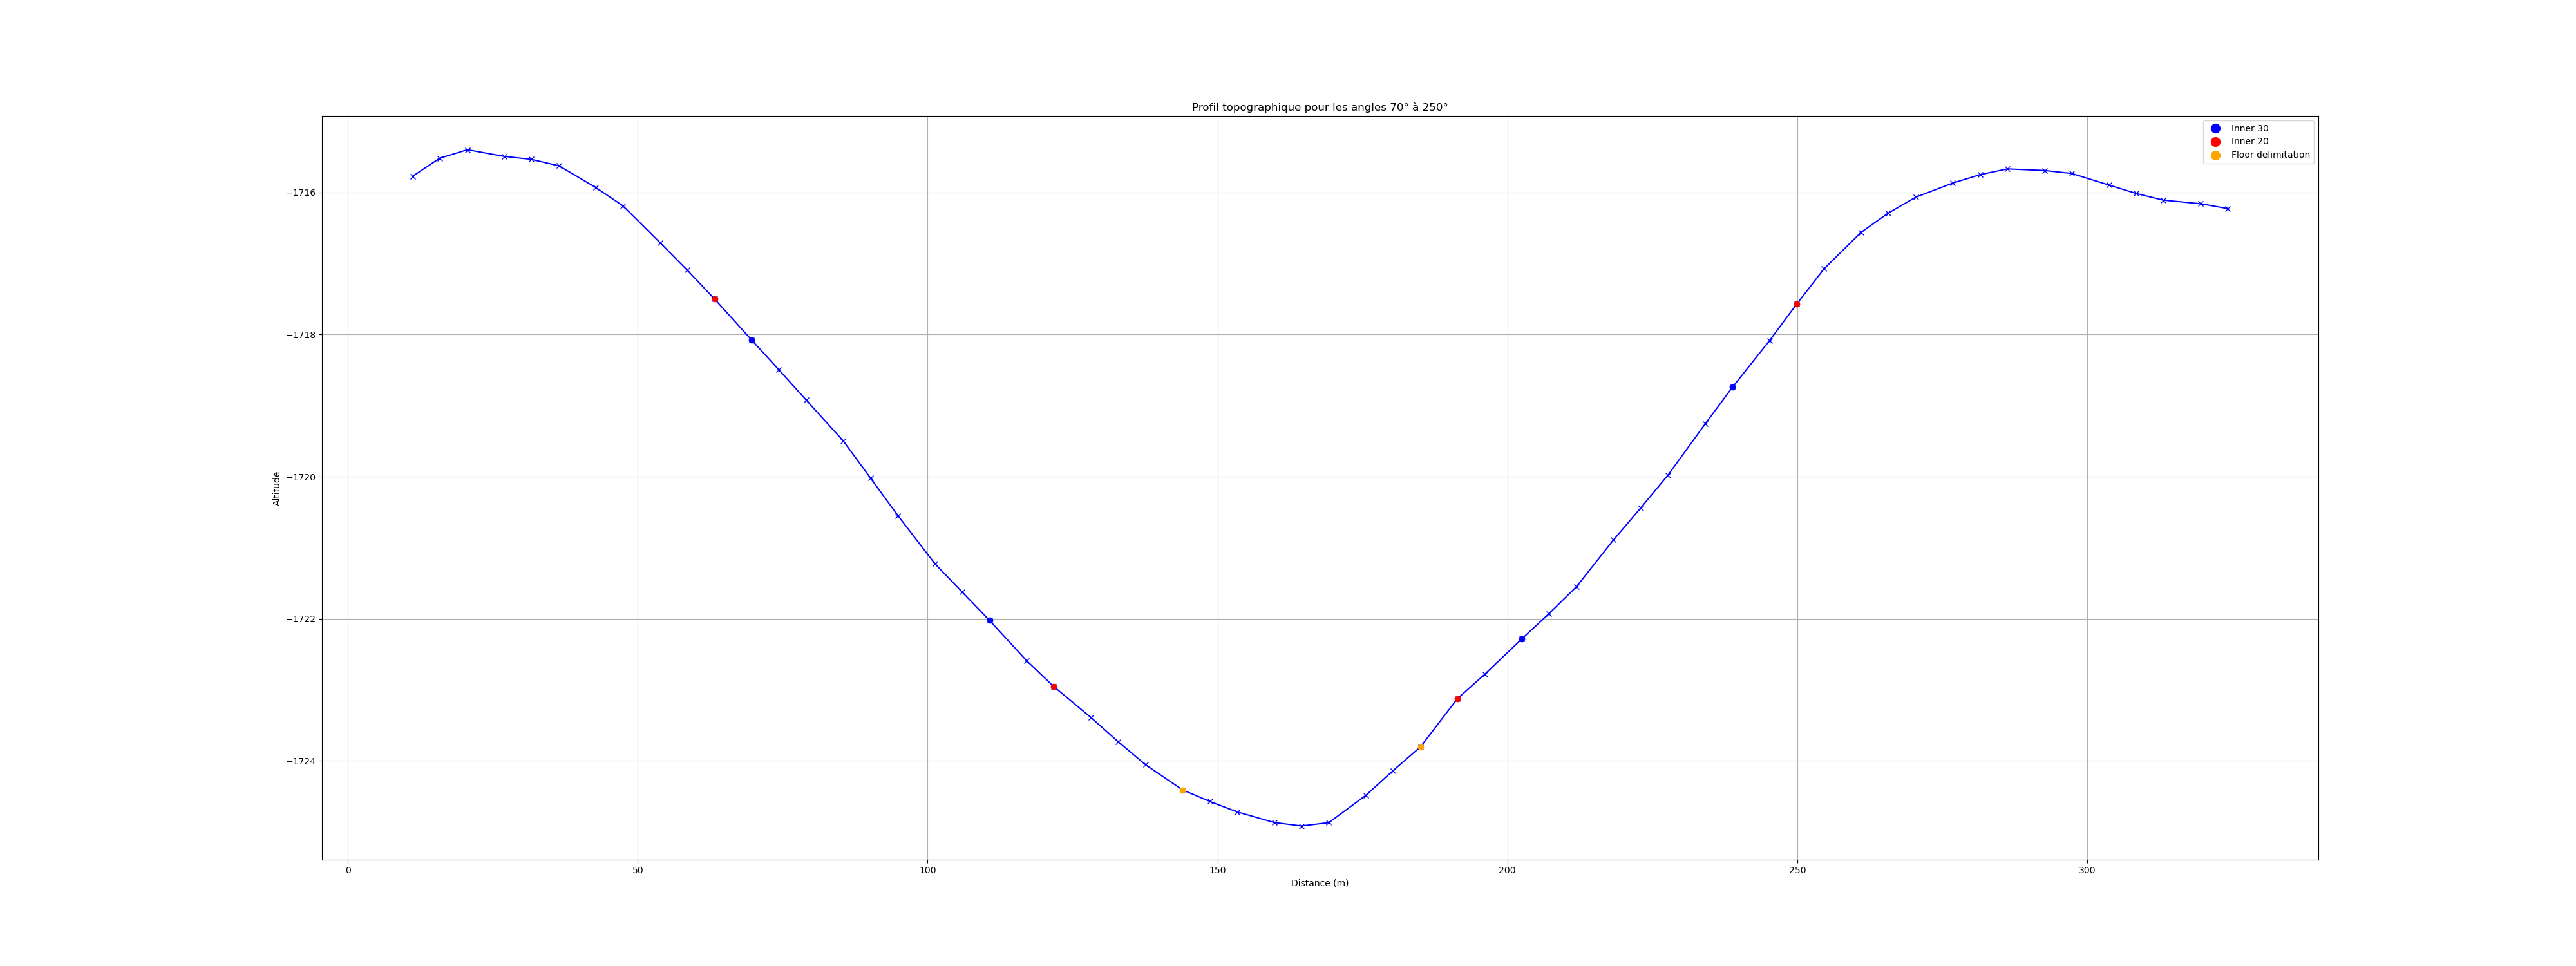 Profil topographique pour les angles 70° à 250°
Inner 30
Inner 20
Floor delimitation
−1716
−1718
−1720
−1722
−1724
Altitude
0 50 100 150 200 250 300
Distance (m)